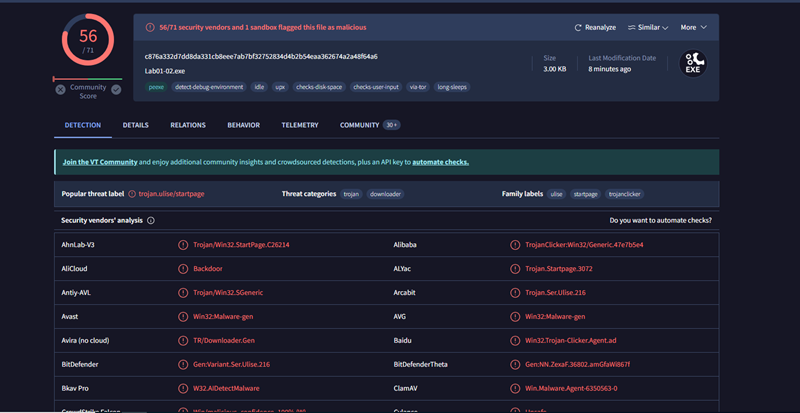 56
/ 71
Community
Score
56/71 security vendors and 1 sandbox flagged this file as malicious
Reanalyze
Similar
More
c876a332d7dd8da331cb8eee7ab7bf32752834d4b2b54eaa362674a2a48f64a6
Lab01-02.exe
peexe
detect-debug-environment
idle
upx
checks-disk-space
checks-user-input
via-tor
long-sleeps
Size
3.00 KB
Last Modification Date
8 minutes ago
EXE
DETECTION
DETAILS
RELATIONS
BEHAVIOR
TELEMETRY
COMMUNITY
30+
Join the VT Community and enjoy additional community insights and crowdsourced detections, plus an API key to automate checks.
Popular threat label
trojan.ulise/startpage
Threat categories
trojan
downloader
Family labels
ulise
startpage
trojanclicker
Security vendors' analysis
Do you want to automate checks?
AhnLab-V3
Trojan/Win32.StartPage.C26214
Alibaba
TrojanClicker:Win32/Generic.47e7b5e4
AliCloud
Backdoor
ALYac
Trojan.Startpage.3072
Antiy-AVL
Trojan/Win32.SGeneric
Arcabit
Trojan.Ser.Ulise.216
Avast
Win32:Malware-gen
AVG
Win32:Malware-gen
Avira (no cloud)
TR/Downloader.Gen
Baidu
Win32.Trojan-Clicker.Agent.ad
BitDefender
Gen:Variant.Ser.Ulise.216
BitDefenderTheta
Gen:NN.ZexaF.36802.amGfaWi867f
Bkav Pro
W32.AIDetectMalware
ClamAV
Win.Malware.Agent-6350563-0